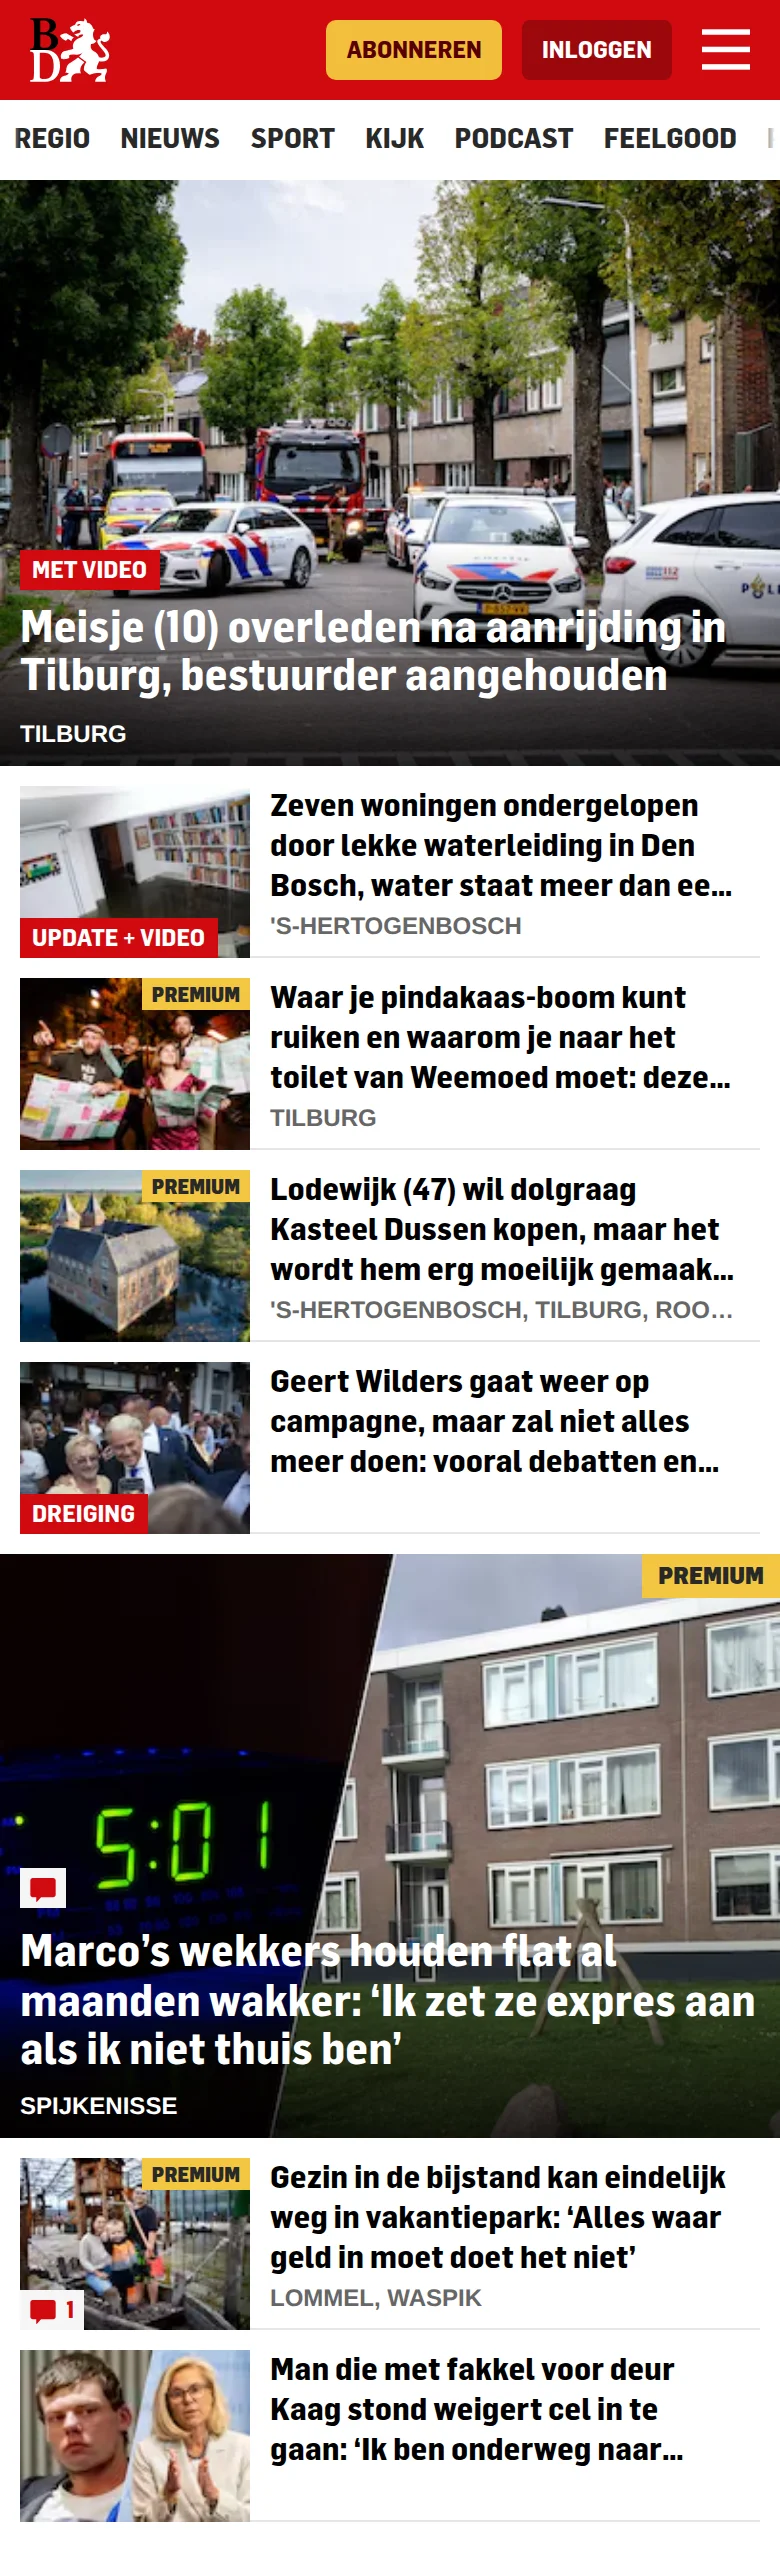 B
D
ABONNEREN
INLOGGEN
REGIO NIEUWS SPORT KIJK PODCAST FEELGOOD
MET VIDEO
Meisje (10) overleden na aanrijding in
Tilburg, bestuurder aangehouden
TILBURG
Zeven woningen ondergelopen
door lekke waterleiding in Den
Bosch, water staat meer dan ee...
'S-HERTOGENBOSCH
UPDATE + VIDEO
PREMIUM
Waar je pindakaas-boom kunt
ruiken en waarom je naar het
toilet van Weemoed moet: deze...
TILBURG
PREMIUM
Lodewijk (47) wil dolgraag
Kasteel Dussen kopen, maar het
wordt hem erg moeilijk gemaak...
'S-HERTOGENBOSCH, TILBURG, ROO...
Geert Wilders gaat weer op
campagne, maar zal niet alles
meer doen: vooral debatten en...
DREIGING
PREMIUM
5:01
Marco’s wekkers houden flat al
maanden wakker: ‘Ik zet ze expres aan
als ik niet thuis ben’
SPIJKENISSE
PREMIUM
Gezin in de bijstand kan eindelijk
weg in vakantiepark: ‘Alles waar
geld in moet doet het niet’
LOMMEL, WASPIK
1
Man die met fakkel voor deur
Kaag stond weigert cel in te
gaan: ‘Ik ben onderweg naar...